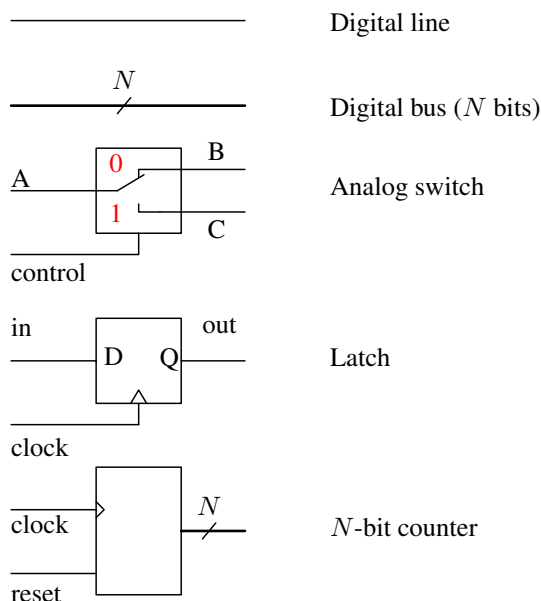 Digital line
N
Digital bus (N bits)
0
B
A
Analog switch
1
C
control
in
out
D
Q
Latch
clock
clock
N
N-bit counter
reset